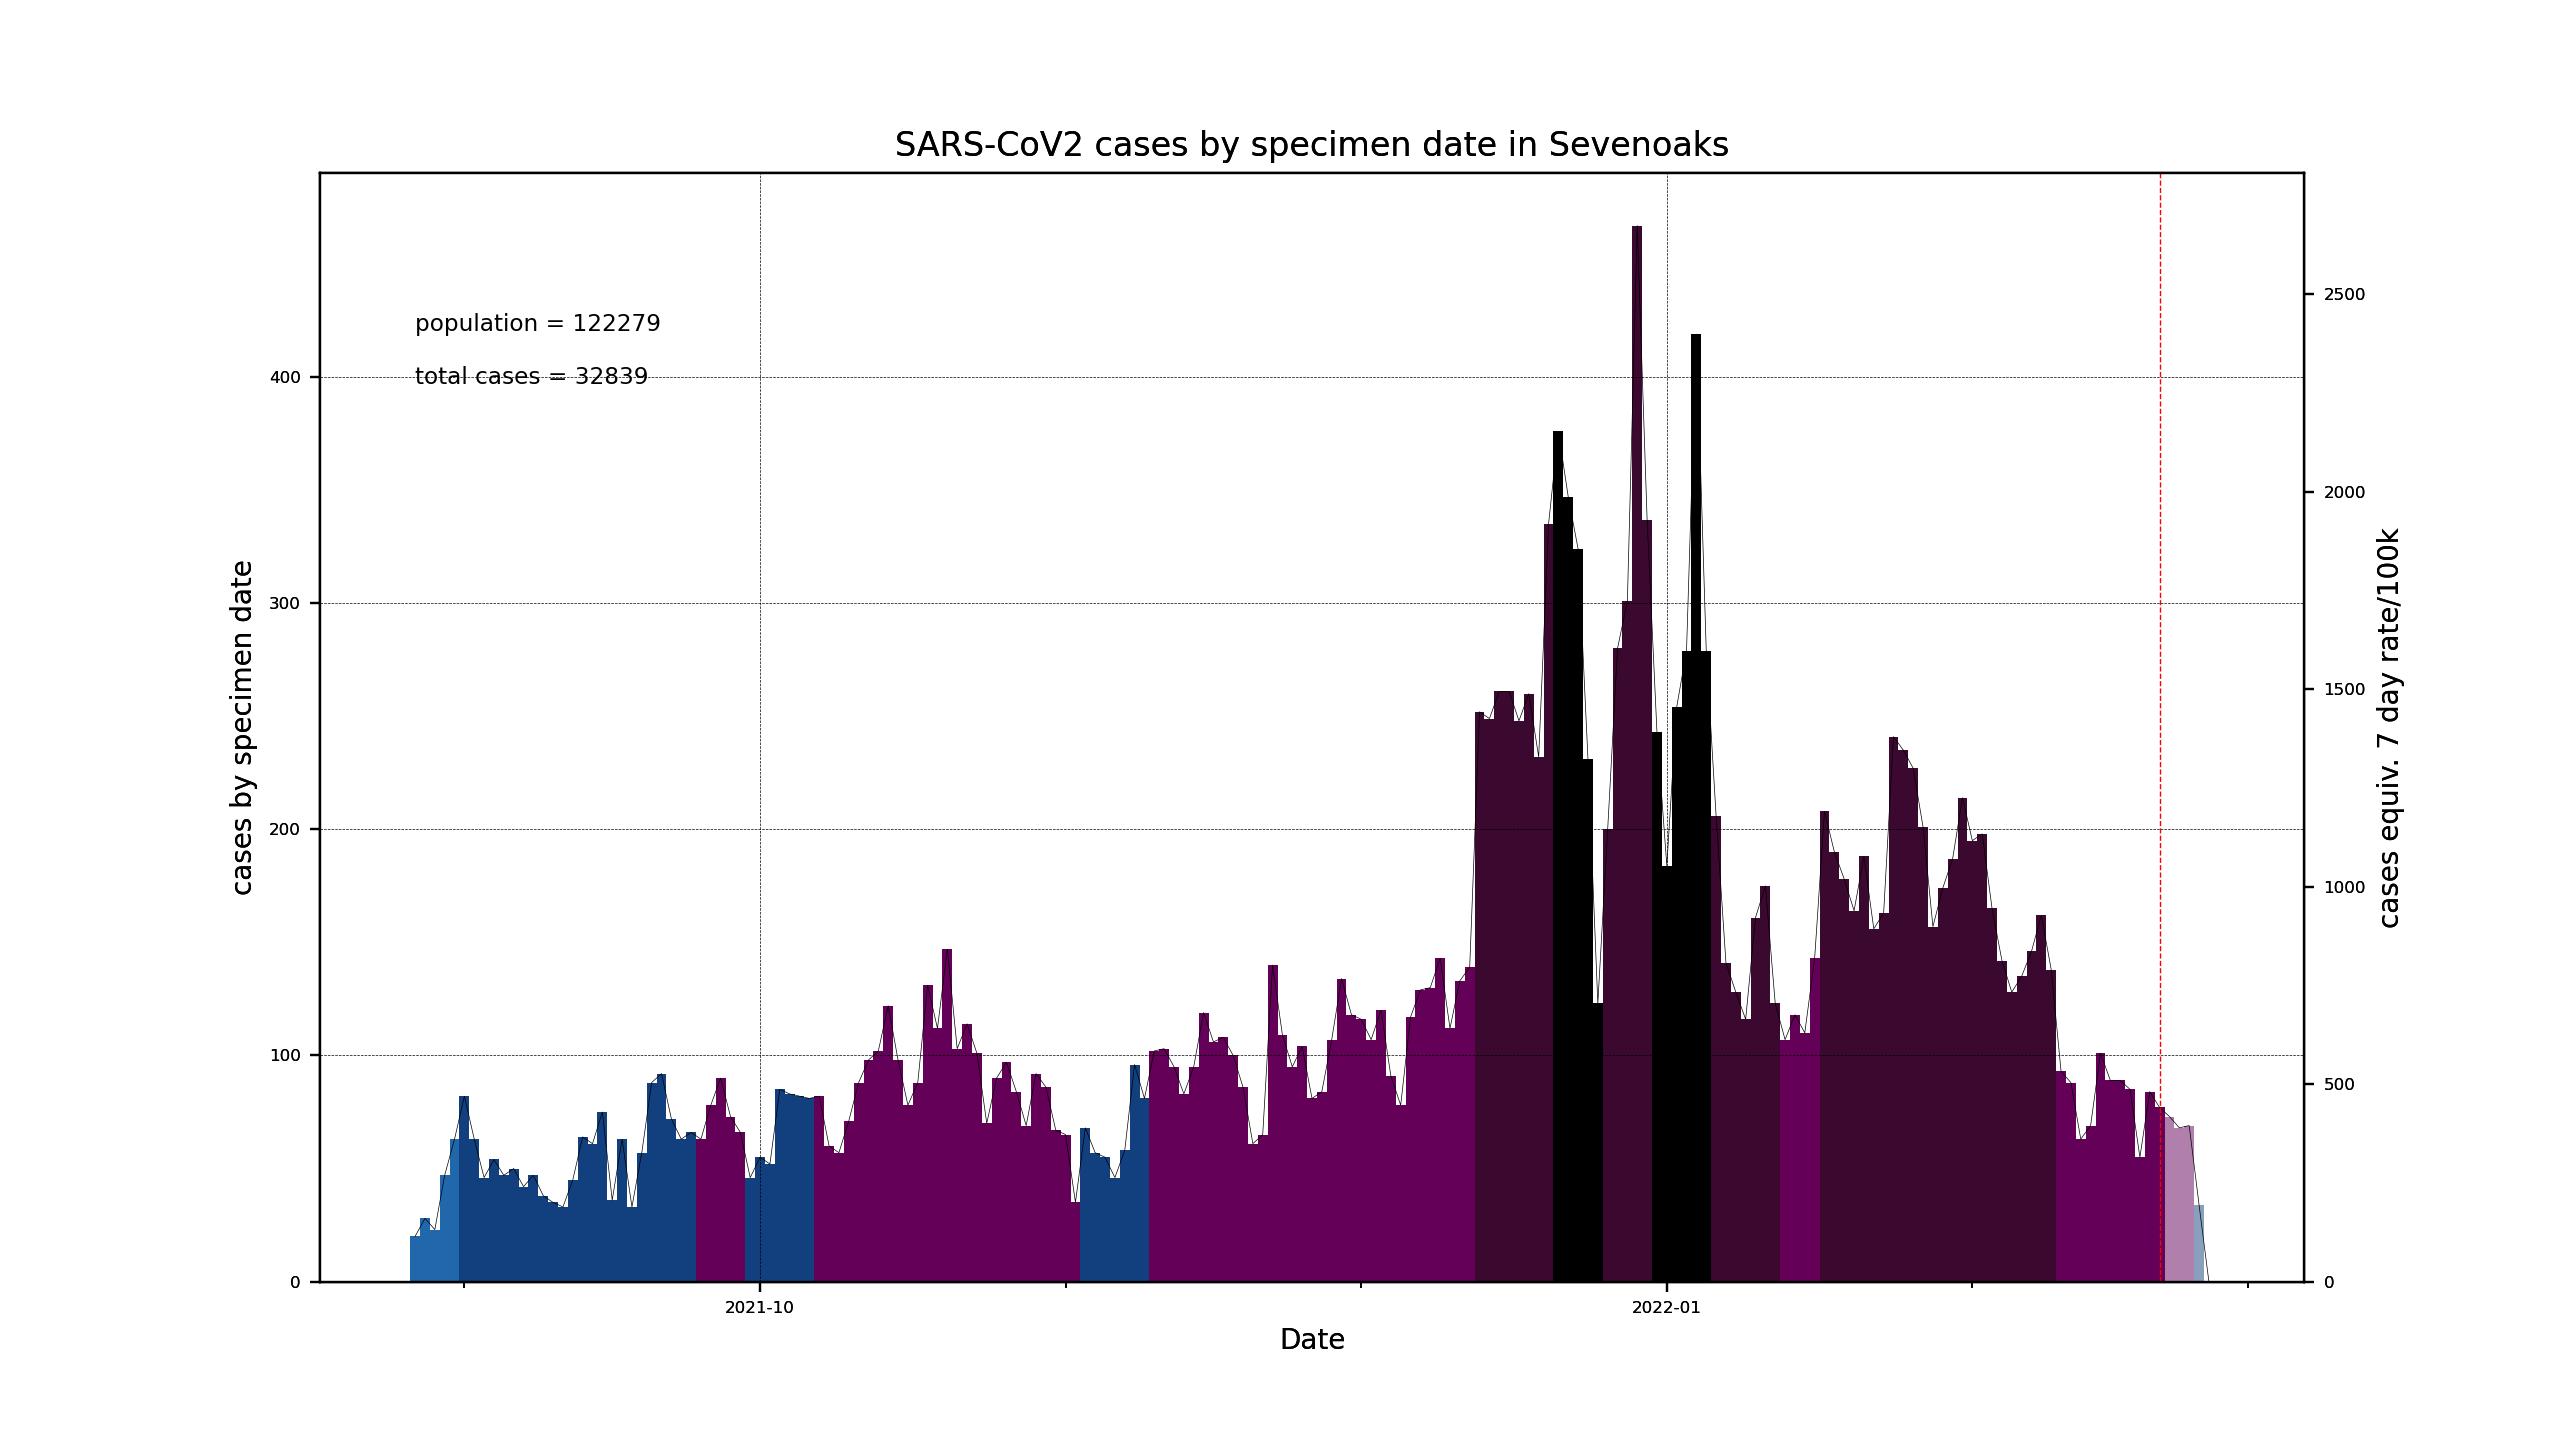 SARS-CoV2 cases by specimen date in Sevenoaks
population = 122279
total cases = 32839
cases by specimen date
400
300
200
100
0
2500
2000
1500
1000
500
0
cases equiv. 7 day rate/100k
2021-10
2022-01
Date